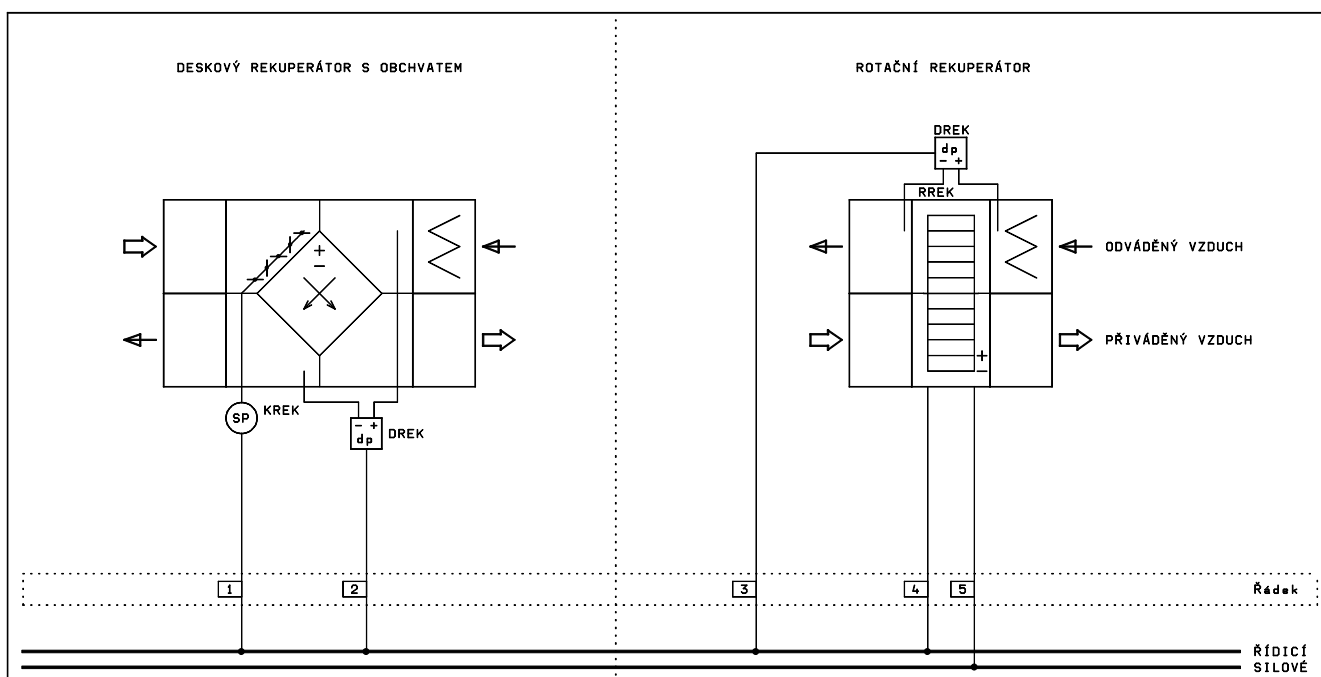 DESKOVÝ REKUPERÁTOR S OBCHVATEM
ROTAČNÍ REKUPERÁTOR
DREK
dp
- +
RREK
+
-
ODVÁDĚNÝ VZDUCH
PŘIVÁDĚNÝ VZDUCH
+
-
SP
KREK
- +
dp
DREK
1
2
3
4
5
Řádek
ŘÍDICÍ
SILOVÉ